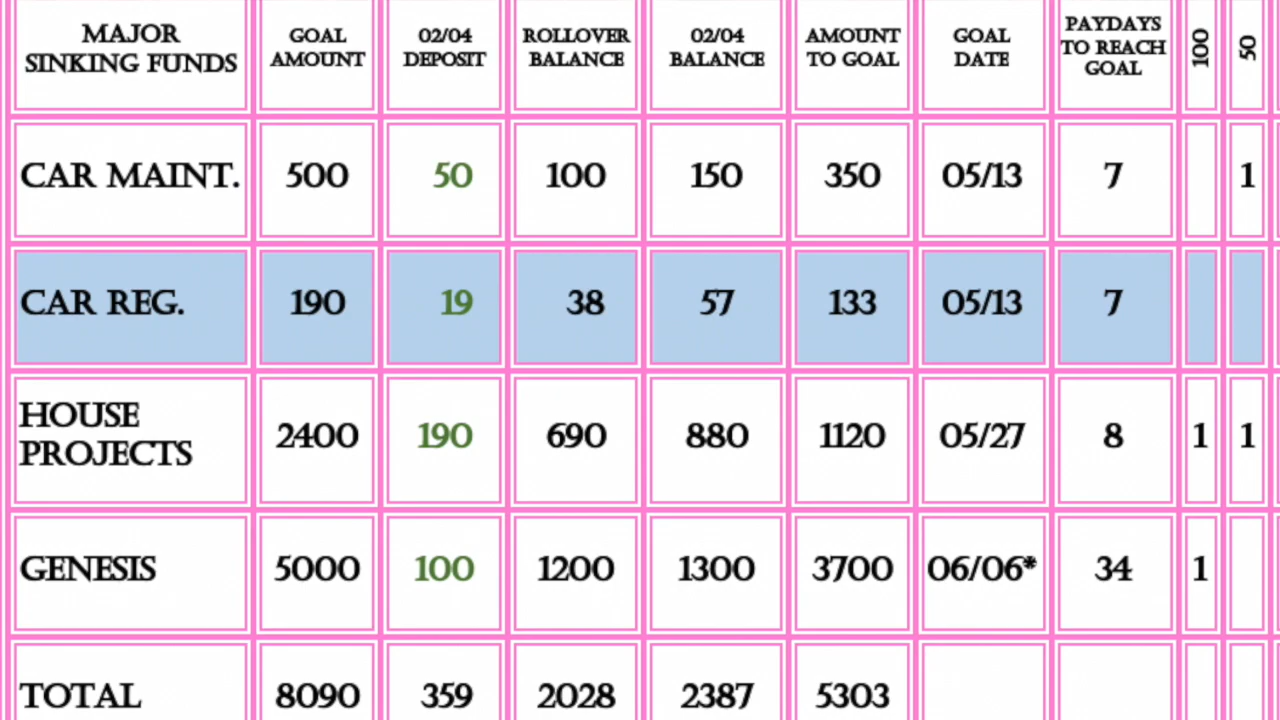 MAJOR SINKING FUNDS GOAL AMOUNT 02/04 DEPOSIT ROLLOVER BALANCE 02/04 BALANCE AMOUNT TO GOAL GOAL DATE PAYDAYS TO REACH GOAL 100 50
CAR MAINT. 500 50 100 150 350 05/13 7 1
CAR REG. 190 19 38 57 133 05/13 7
HOUSE PROJECTS 2400 190 690 880 1120 05/27 8 1 1
GENESIS 5000 100 1200 1300 3700 06/06* 34 1
TOTAL 8090 359 2028 2387 5303